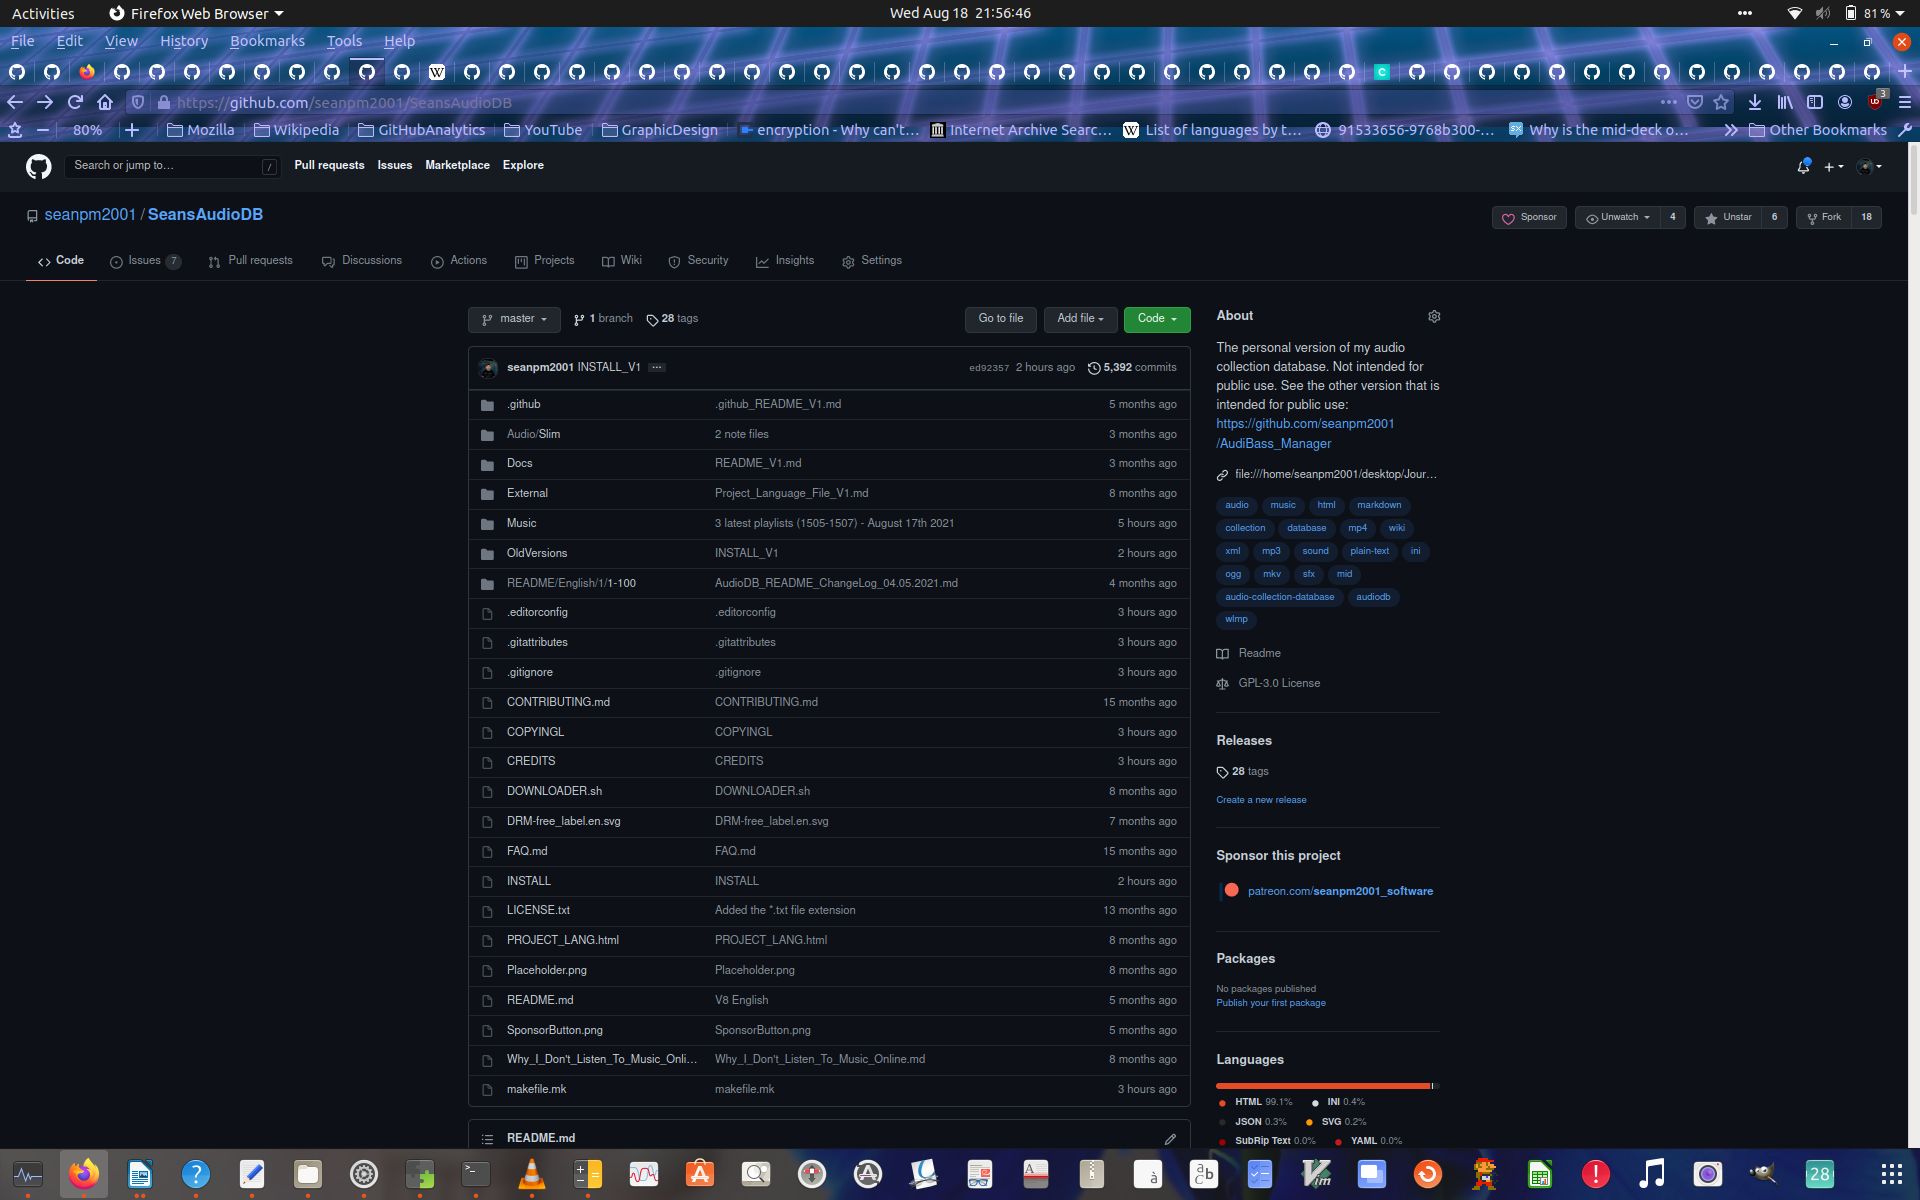 Activities Firefox Web Browser Wed Aug 18 21:56:46 81 %
File Edit View History Bookmarks Tools Help
https://github.com/seanpm2001/SeansAudioDB 3
80% Mozilla Wikipedia GitHubAnalytics YouTube GraphicDesign encryption - Why can't... Internet Archive Searc... List of languages by t... 91533656-9768b300-... Why is the mid-deck o... Other Bookmarks
Search or jump to... / Pull requests Issues Marketplace Explore
seanpm2001 / SeansAudioDB Sponsor Unwatch 4 Unstar 6 Fork 18
Code Issues 7 Pull requests Discussions Actions Projects Wiki Security Insights Settings
master 1 branch 28 tags Go to file Add file Code
seanpm2001 INSTALL_V1 ... ed92357 2 hours ago 5,392 commits
.github .github_README_V1.md 5 months ago
Audio/Slim 2 note files 3 months ago
Docs README_V1.md 3 months ago
External Project_Language_File_V1.md 8 months ago
Music 3 latest playlists (1505-1507) - August 17th 2021 5 hours ago
OldVersions INSTALL_V1 2 hours ago
README/English/1/1-100 AudioDB_README_ChangeLog_04.05.2021.md 4 months ago
.editorconfig .editorconfig 3 hours ago
.gitattributes .gitattributes 3 hours ago
.gitignore .gitignore 3 hours ago
CONTRIBUTING.md CONTRIBUTING.md 15 months ago
COPYINGL COPYINGL 3 hours ago
CREDITS CREDITS 3 hours ago
DOWNLOADER.sh DOWNLOADER.sh 8 months ago
DRM-free_label.en.svg DRM-free_label.en.svg 7 months ago
FAQ.md FAQ.md 15 months ago
INSTALL INSTALL 2 hours ago
LICENSE.txt Added the *.txt file extension 13 months ago
PROJECT_LANG.html PROJECT_LANG.html 8 months ago
Placeholder.png Placeholder.png 8 months ago
README.md V8 English 5 months ago
SponsorButton.png SponsorButton.png 5 months ago
Why_I_Don't_Listen_To_Music_Onli... Why_I_Don't_Listen_To_Music_Online.md 8 months ago
makefile.mk makefile.mk 3 hours ago
README.md
About
The personal version of my audio
collection database. Not intended for
public use. See the other version that is
intended for public use:
https://github.com/seanpm2001
/AudiBass_Manager
file:///home/seanpm2001/desktop/Jour...
audio music html markdown
collection database mp4 wiki
xml mp3 sound plain-text ini
ogg mkv sfx mid
audio-collection-database audiodb
wlmp
Readme
GPL-3.0 License
Releases
28 tags
Create a new release
Sponsor this project
patreon.com/seanpm2001_software
Packages
No packages published
Publish your first package
Languages
HTML 99.1% INI 0.4%
JSON 0.3% SVG 0.2%
SubRip Text 0.0% YAML 0.0%
28